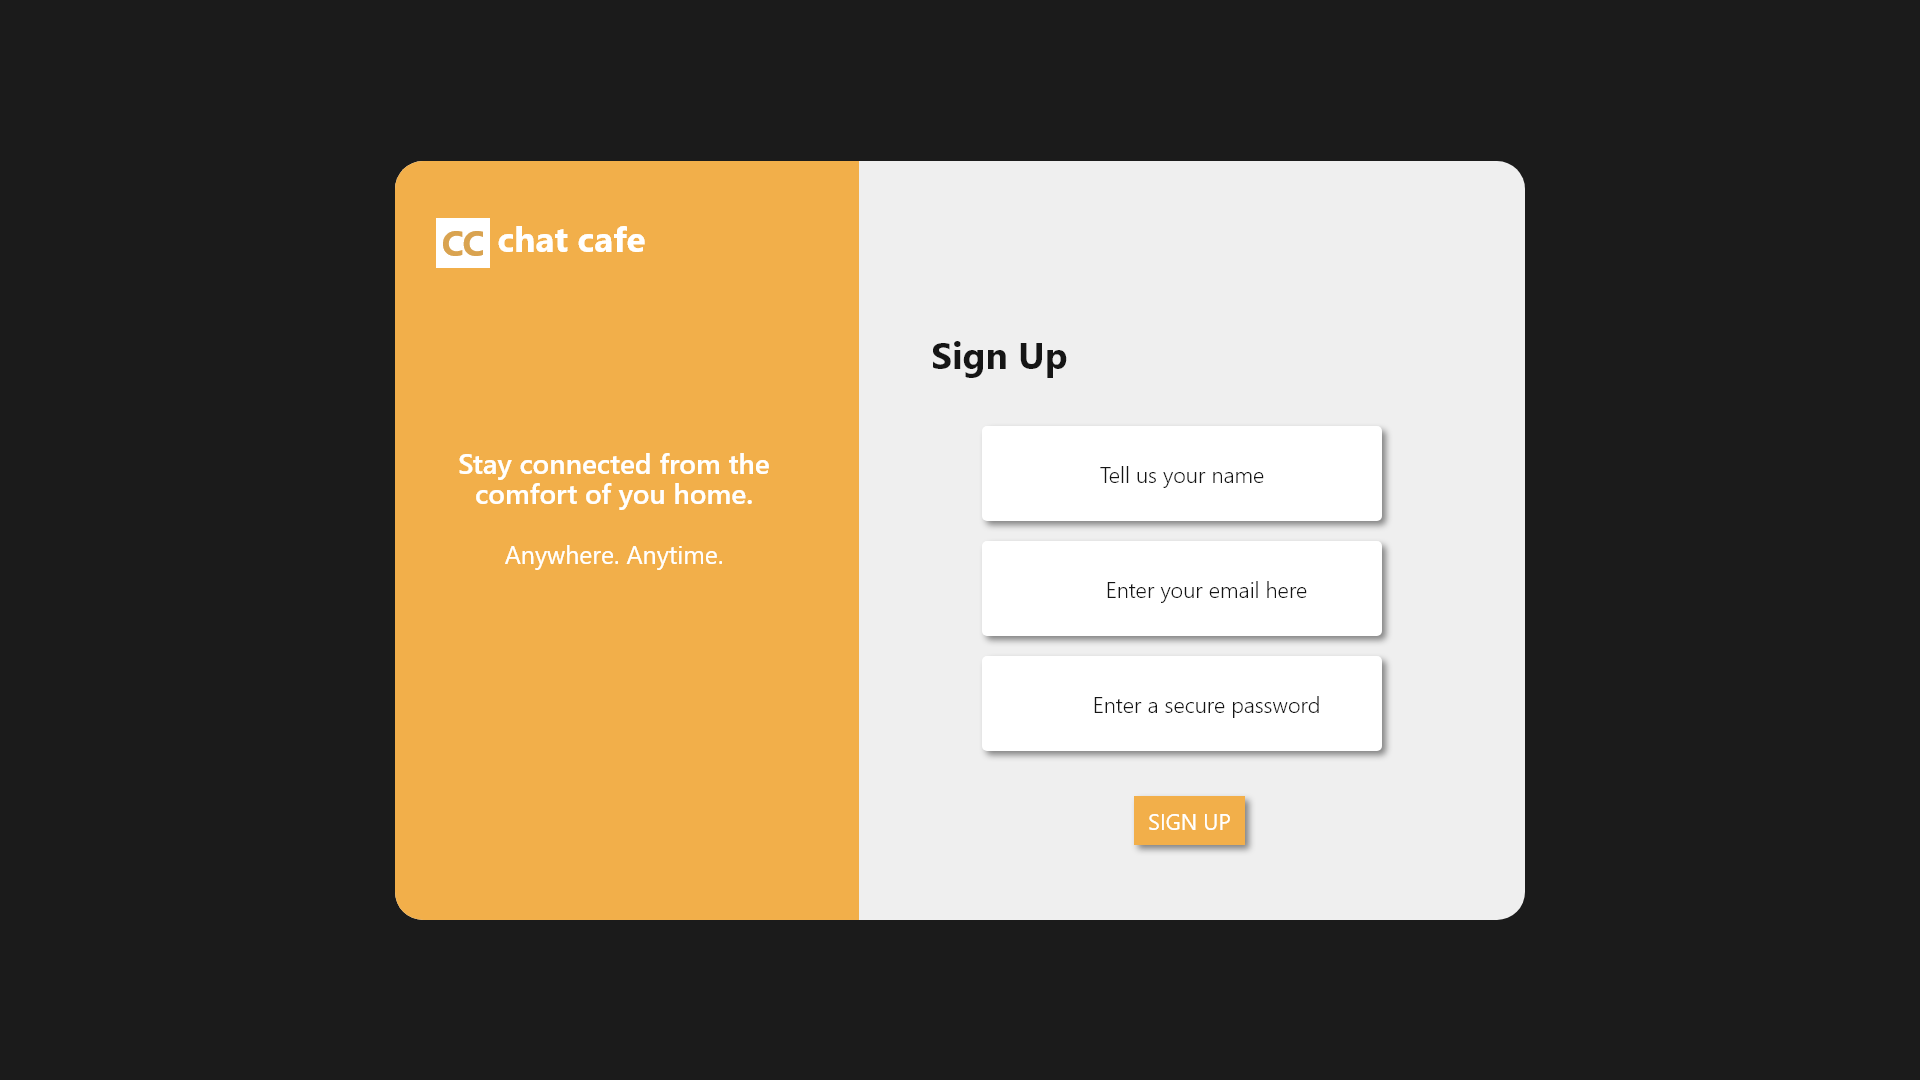 CC chat cafe
Stay connected from the
comfort of you home.
Anywhere. Anytime.
Sign Up
Tell us your name
Enter your email here
Enter a secure password
SIGN UP